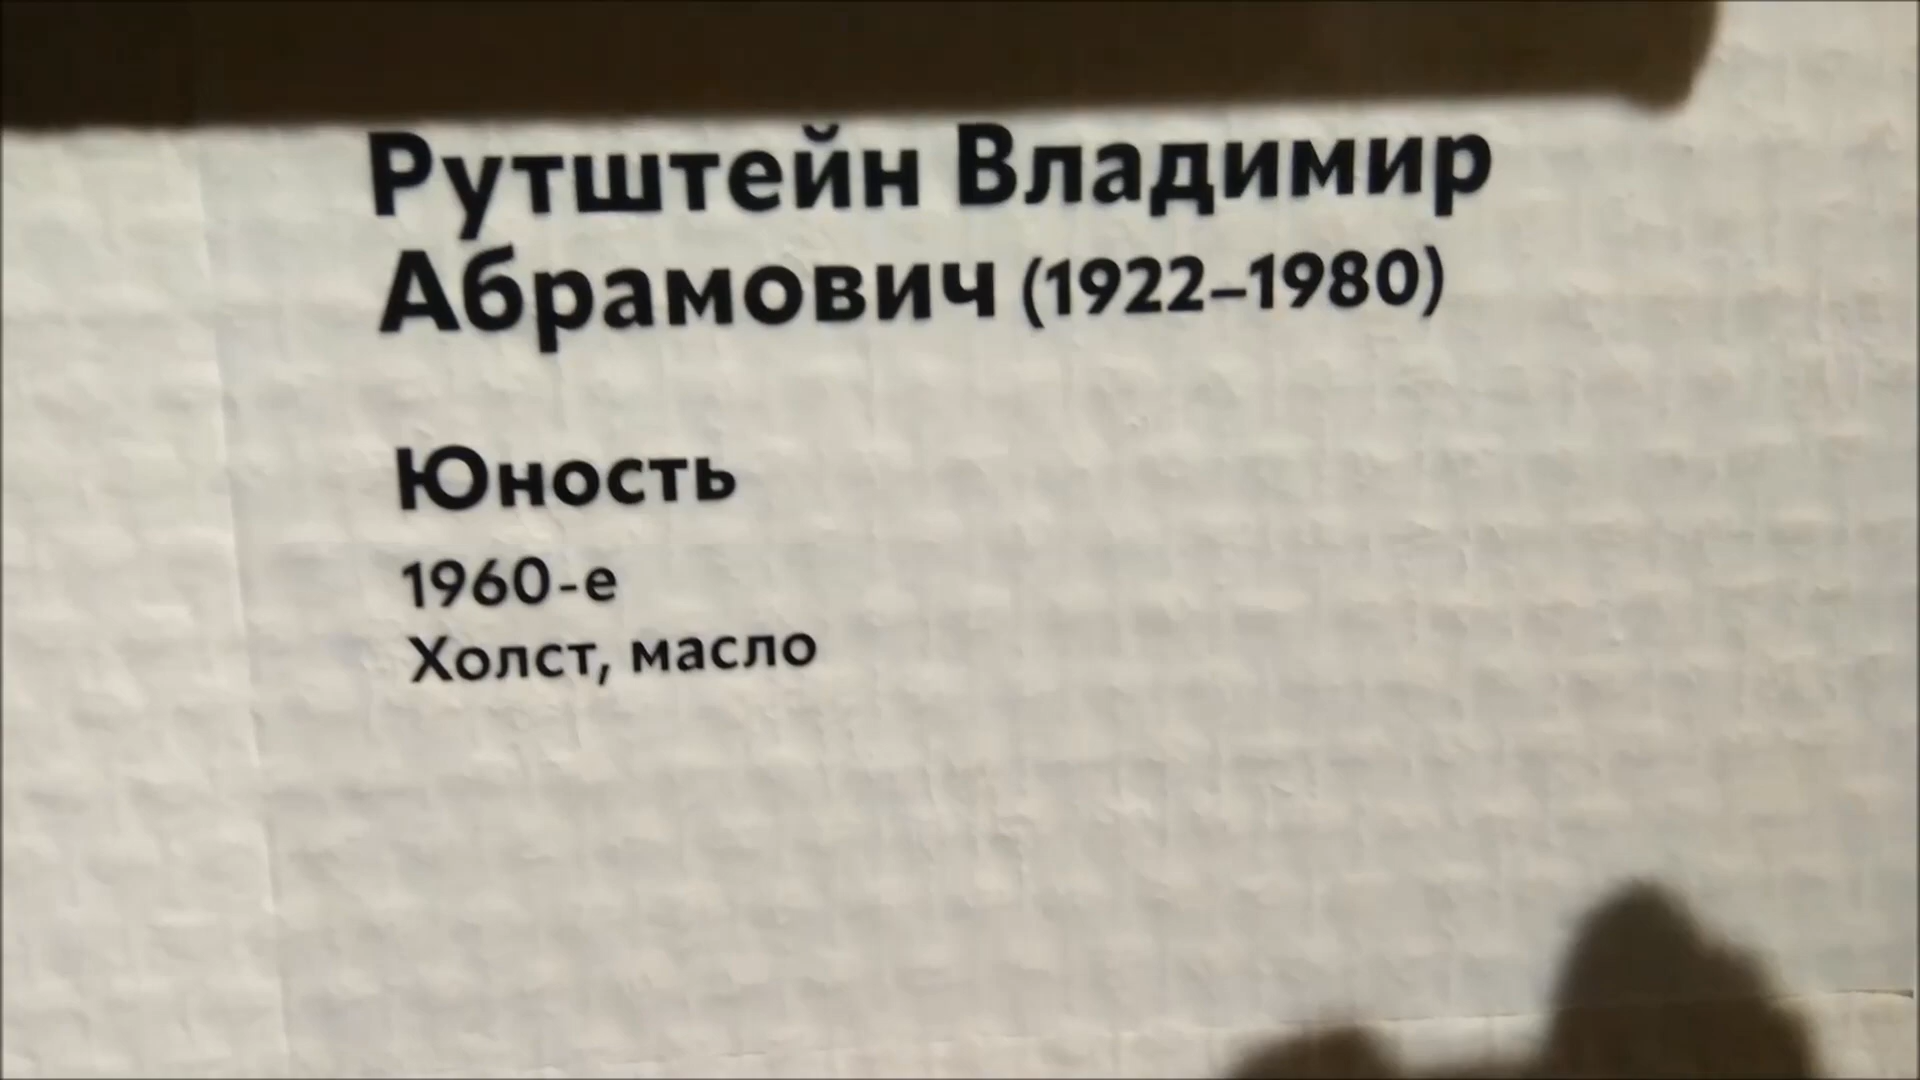 Рутштейн Владимир
Абрамович (1922–1980)
Юность
1960-е
Холст, масло